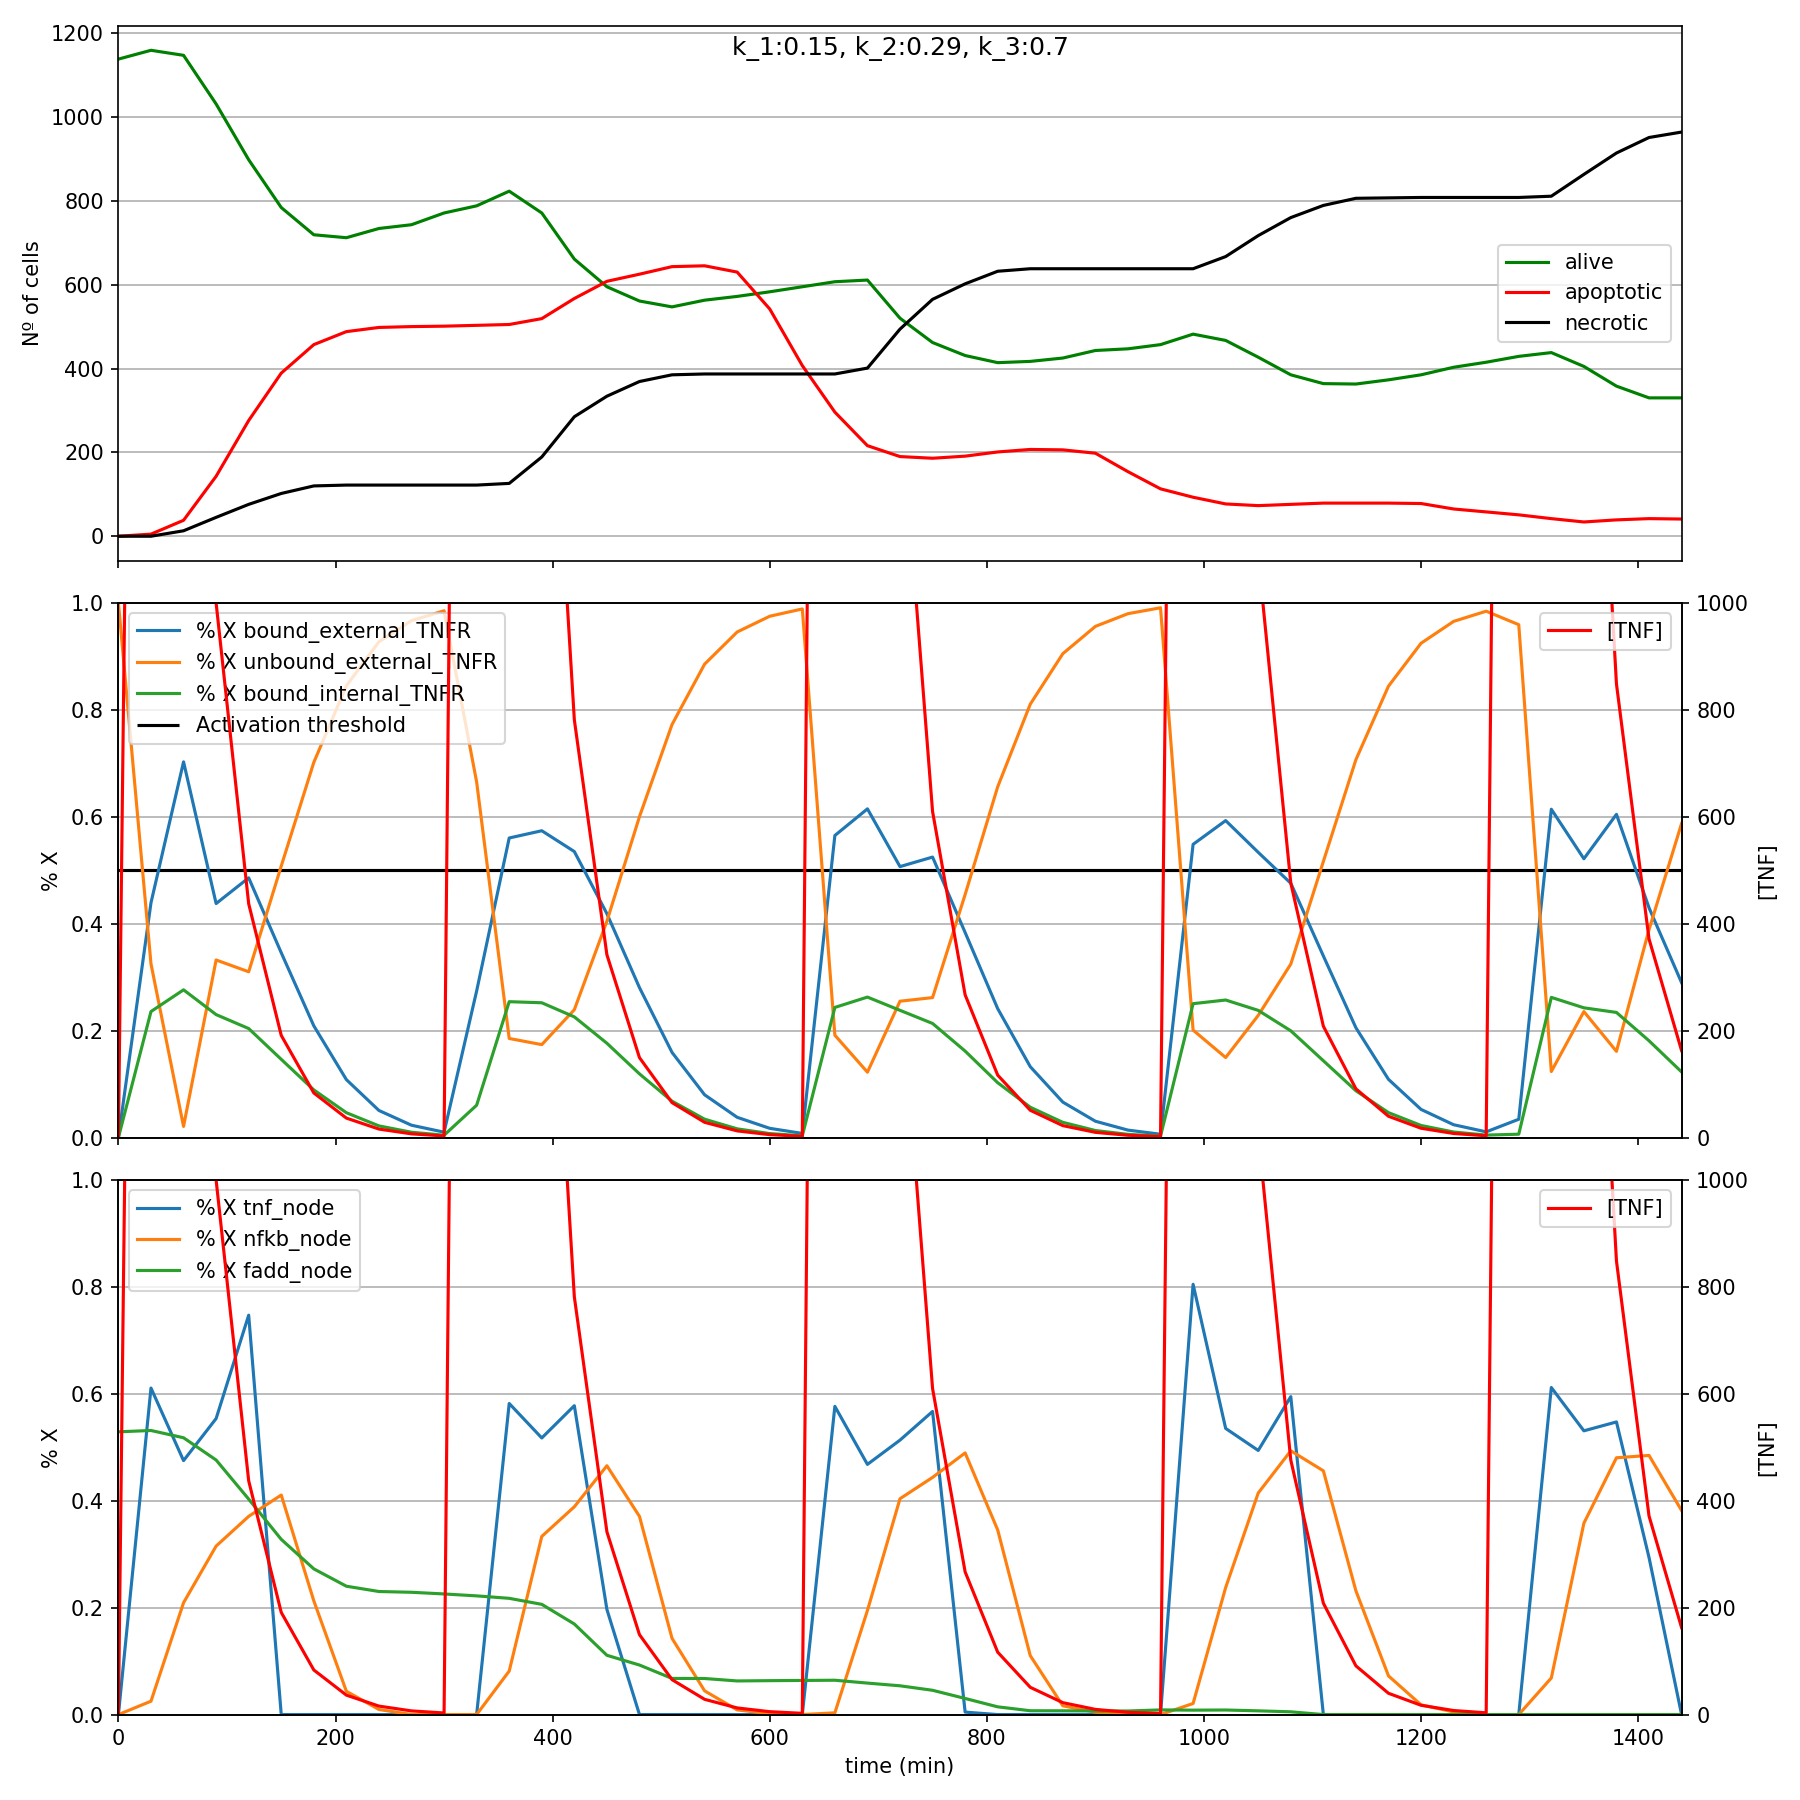 k_1:0.15, k_2:0.29, k_3:0.7
1200
1000
800
600
400
200
0
Nº of cells
alive
apoptotic
necrotic
1.0
0.8
0.6
0.4
0.2
0.0
% X
% X bound_external_TNFR
% X unbound_external_TNFR
% X bound_internal_TNFR
Activation threshold
[TNF]
1000
800
600
400
200
0
[TNF]
1.0
0.8
0.6
0.4
0.2
0.0
% X
% X tnf_node
% X nfkb_node
% X fadd_node
[TNF]
1000
800
600
400
200
0
[TNF]
0 200 400 600 800 1000 1200 1400
time (min)